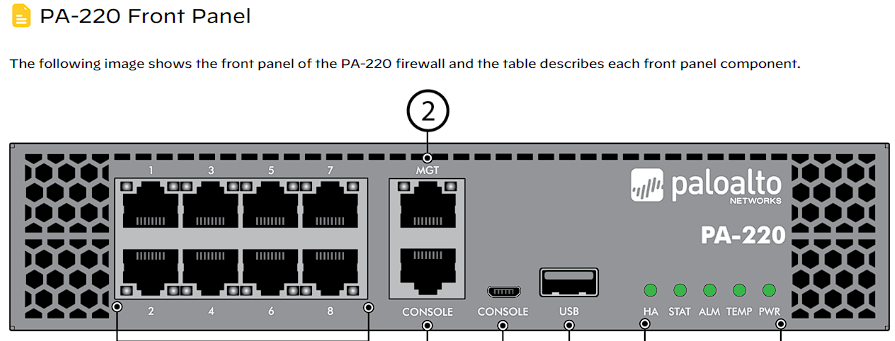 PA-220 Front Panel
The following image shows the front panel of the PA-220 firewall and the table describes each front panel component.
2
1 3 5 7 MGT
paloalto
NETWORKS
PA-220
2 4 6 8 CONSOLE CONSOLE USB HA STAT ALM TEMP PWR